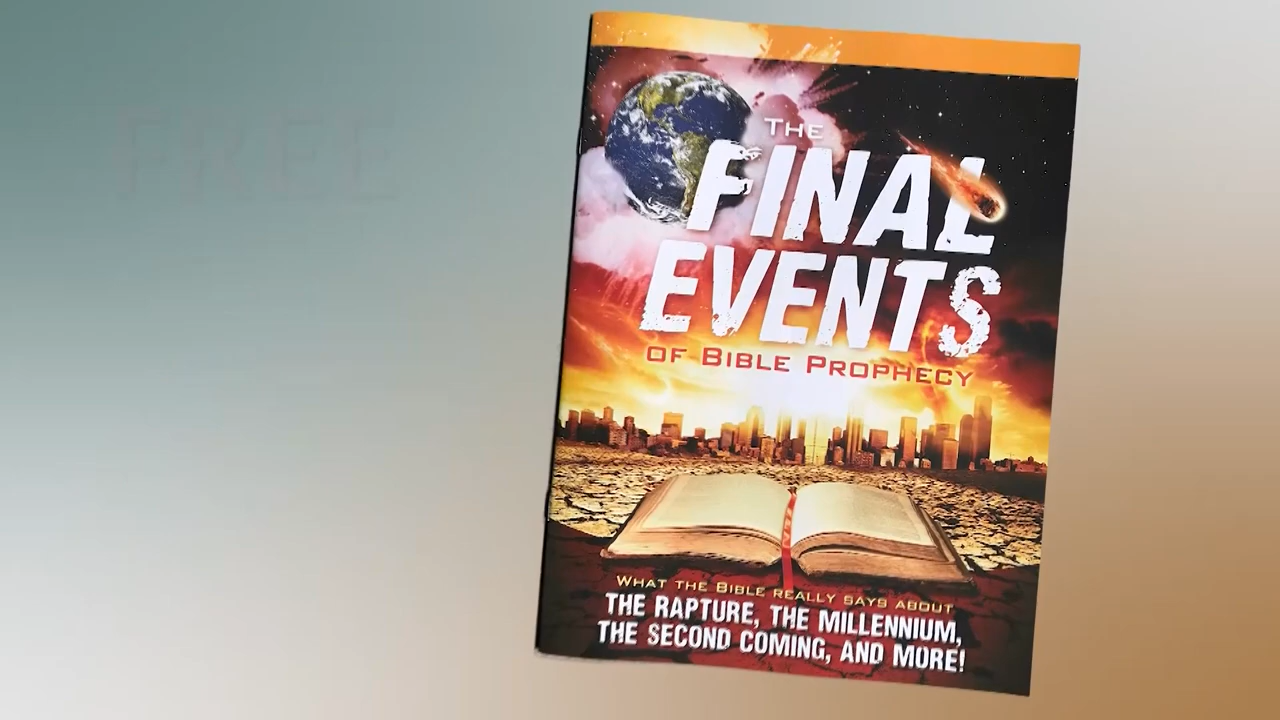 FREE
THE
FINAL
EVENTS
OF BIBLE PROPHECY
WHAT THE BIBLE REALLY SAYS ABOUT
THE RAPTURE, THE MILLENNIUM,
THE SECOND COMING, AND MORE!